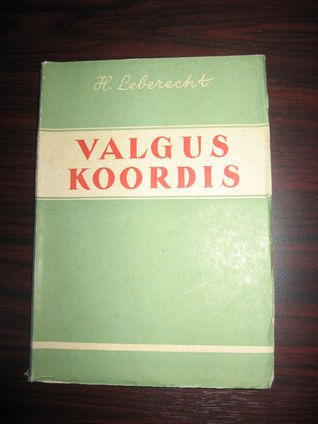 H. Leberecht
VALGUS
KOORDIS